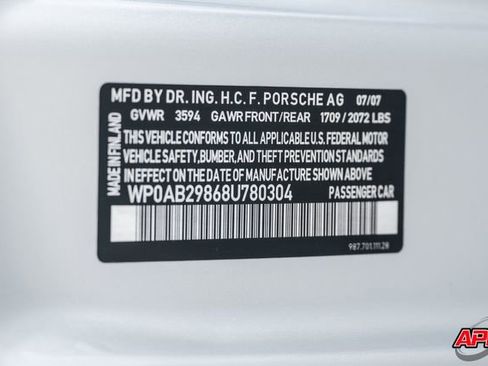 MFD BY DR. ING. H.C. F. PORSCHE AG 07/07
GVWR 3594 GAWR FRONT/REAR 1709 / 2072 LBS
THIS VEHICLE CONFORMS TO ALL APPLICABLE U.S. FEDERAL MOTOR
VEHICLE SAFETY, BUMPER, AND THEFT PREVENTION STANDARDS
IN EFFECT ON THE DATE OF MANUFACTURE SHOWN ABOVE
WP0AB29868U780304 PASSENGER CAR
MADE IN FINLAND
987.701.111.28